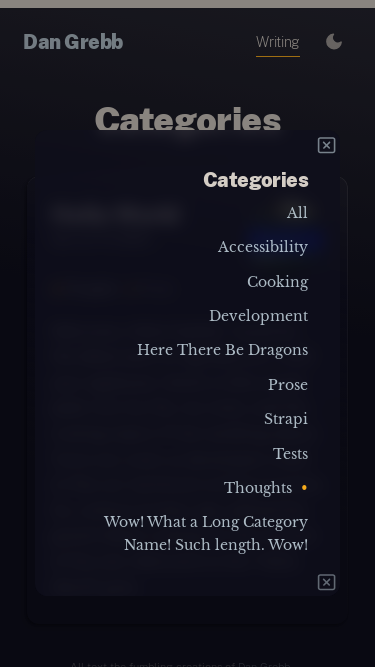 Dan Grebb
Writing
Categories
Categories
All
Accessibility
Cooking
Development
Here There Be Dragons
Prose
Strapi
Tests
Thoughts •
Wow! What a Long Category
Name! Such length. Wow!